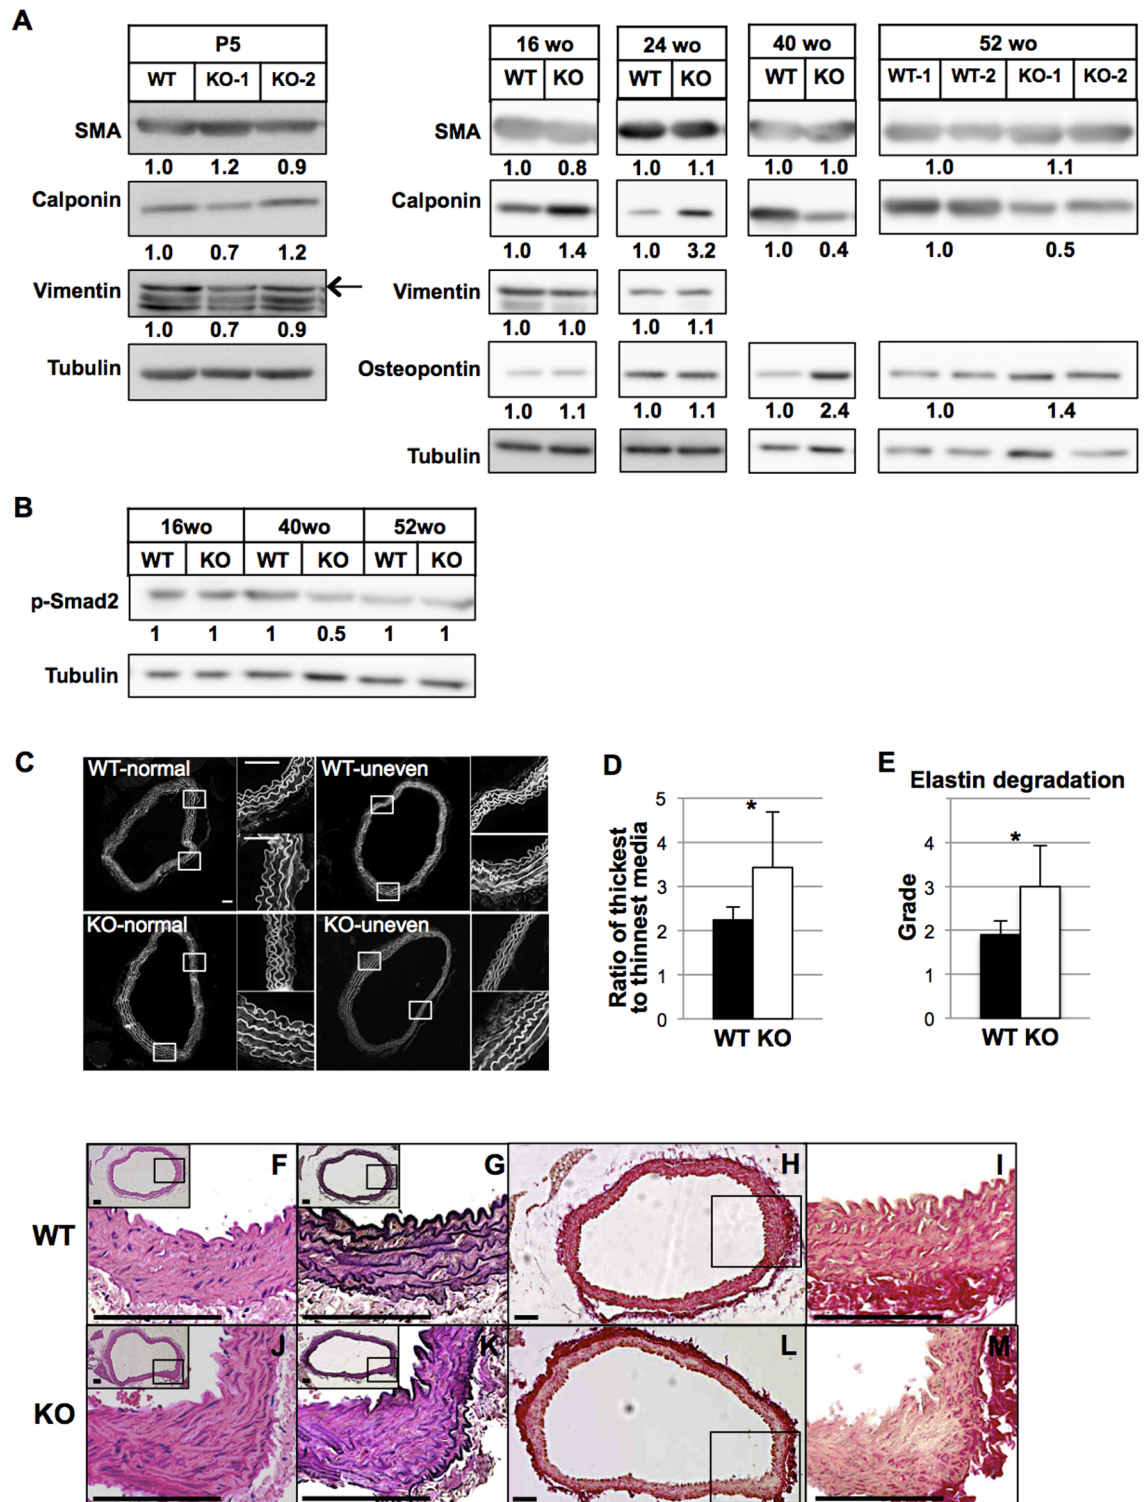 A
P5
WT KO-1 KO-2
SMA
1.0 1.2 0.9
Calponin
1.0 0.7 1.2
Vimentin
1.0 0.7 0.9
Tubulin
16 wo 24 wo 40 wo 52 wo
WT KO WT KO WT KO WT-1 WT-2 KO-1 KO-2
SMA
1.0 0.8 1.0 1.1 1.0 1.0 1.0 1.1
Calponin
1.0 1.4 1.0 3.2 1.0 0.4 1.0 0.5
Vimentin
1.0 1.0 1.0 1.1
Osteopontin
1.0 1.1 1.0 1.1 1.0 2.4 1.0 1.4
Tubulin
B
16wo 40wo 52wo
WT KO WT KO WT KO
p-Smad2
1 1 1 0.5 1 1
Tubulin
C
WT-normal WT-uneven
KO-normal KO-uneven
D
Ratio of thickest
to thinnest media
5
4
3
2
1
0
*
WT KO
E
Elastin degradation
Grade
4
3
2
1
0
*
WT KO
F G H I
WT
J K L M
KO